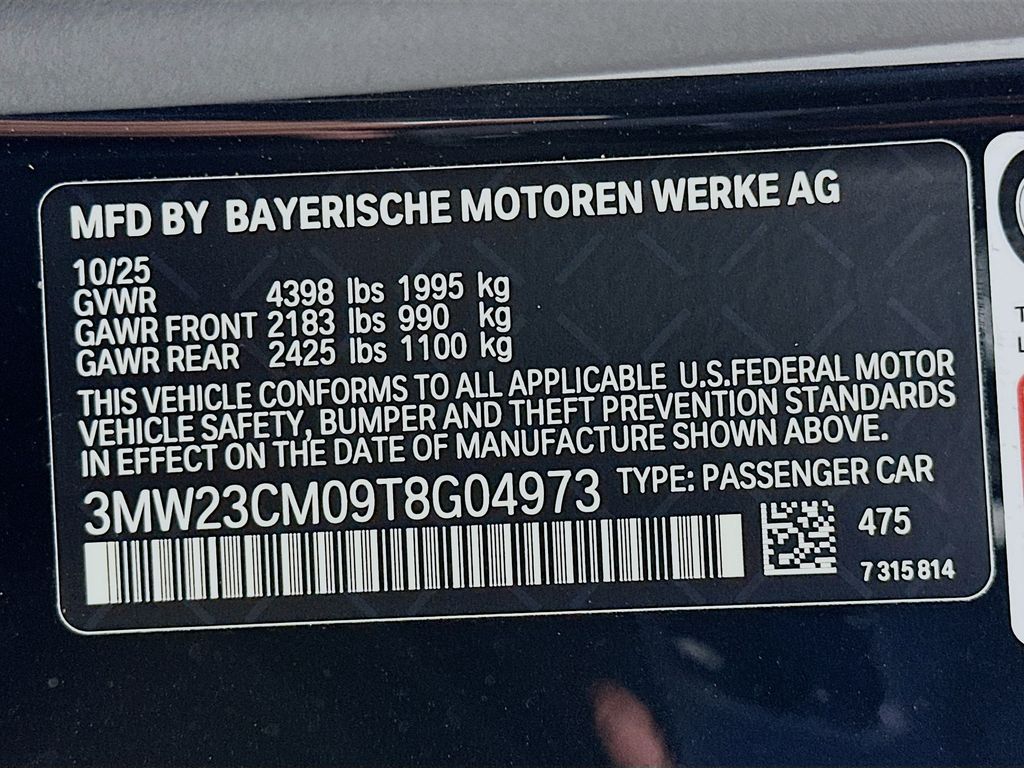 MFD BY BAYERISCHE MOTOREN WERKE AG
10/25
GVWR 4398 lbs 1995 kg
GAWR FRONT 2183 lbs 990 kg
GAWR REAR 2425 lbs 1100 kg
THIS VEHICLE CONFORMS TO ALL APPLICABLE U.S.FEDERAL MOTOR
VEHICLE SAFETY, BUMPER AND THEFT PREVENTION STANDARDS
IN EFFECT ON THE DATE OF MANUFACTURE SHOWN ABOVE.
3MW23CM09T8G04973 TYPE: PASSENGER CAR
475
7 315 814